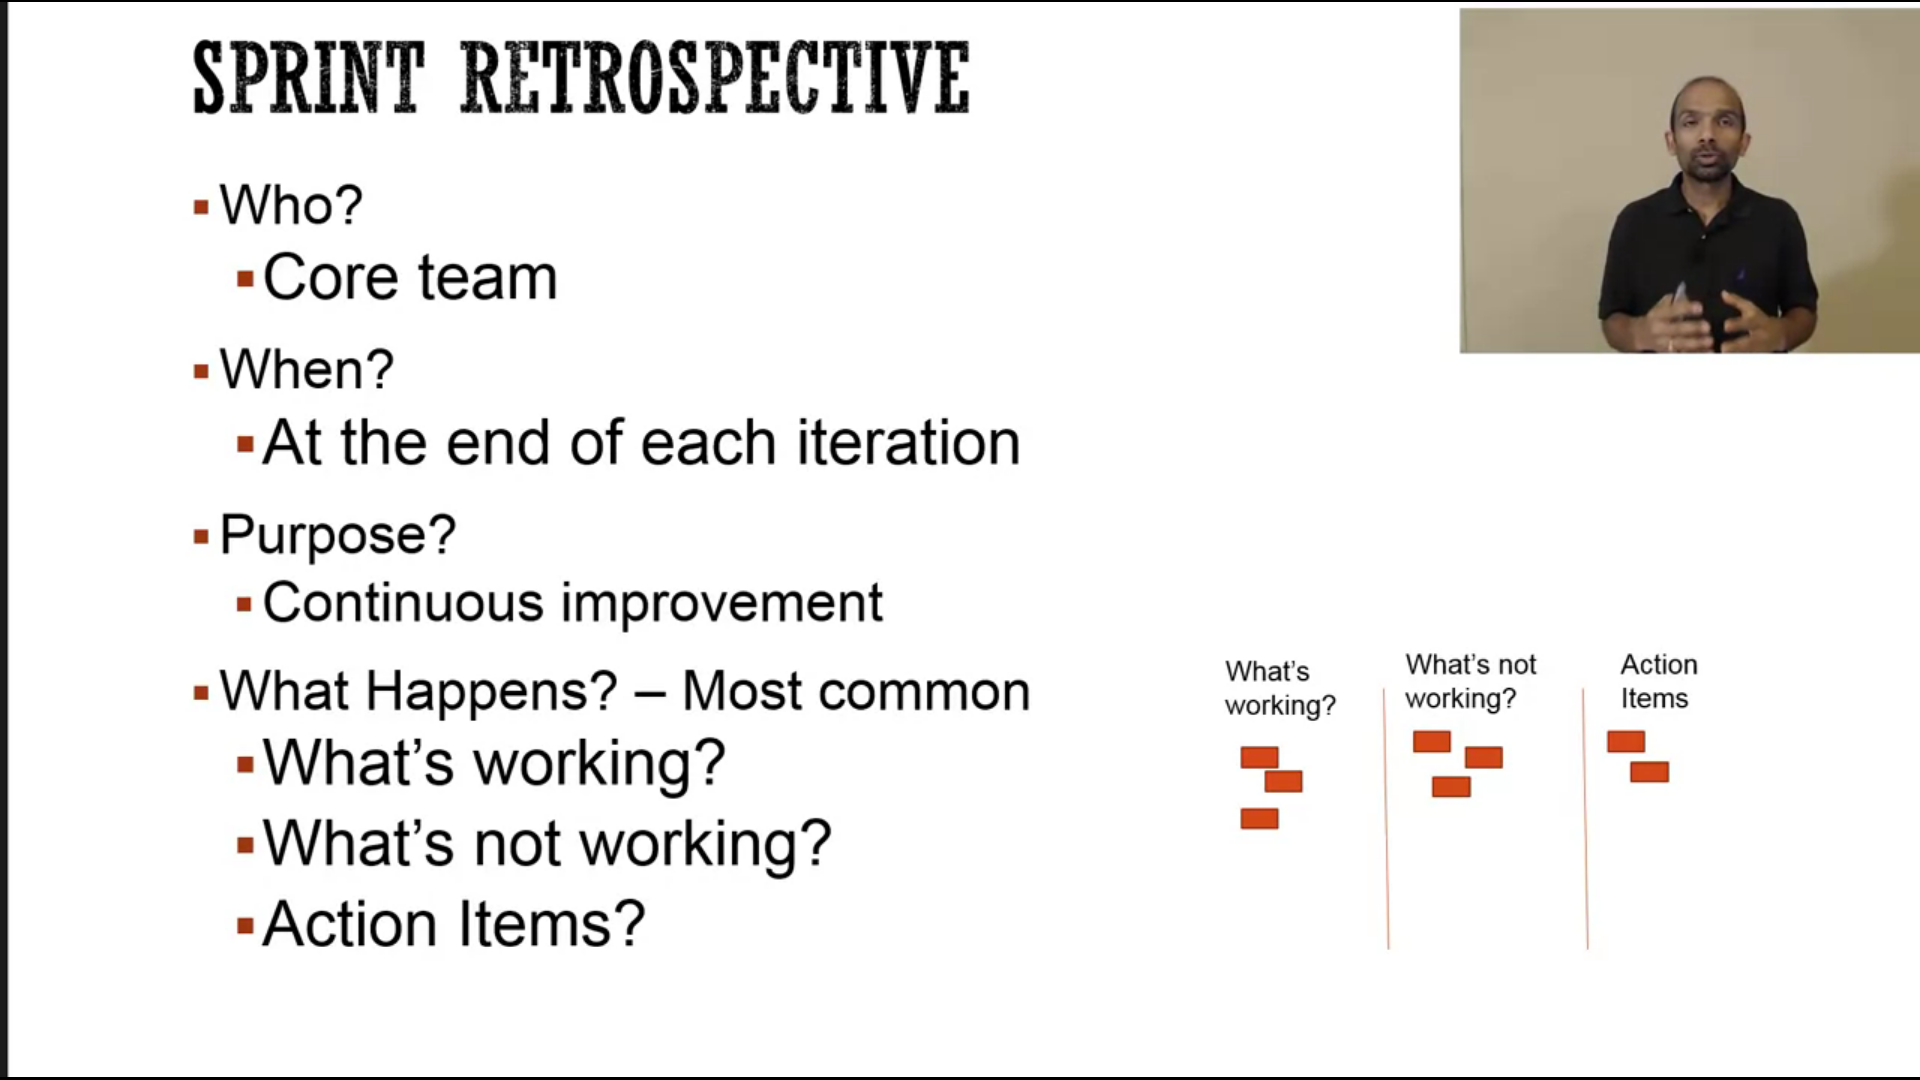 SPRINT RETROSPECTIVE
Who?
Core team
When?
At the end of each iteration
Purpose?
Continuous improvement
What Happens? – Most common
What's working?
What's not working?
Action Items?
What's
working?
What's not
working?
Action
Items